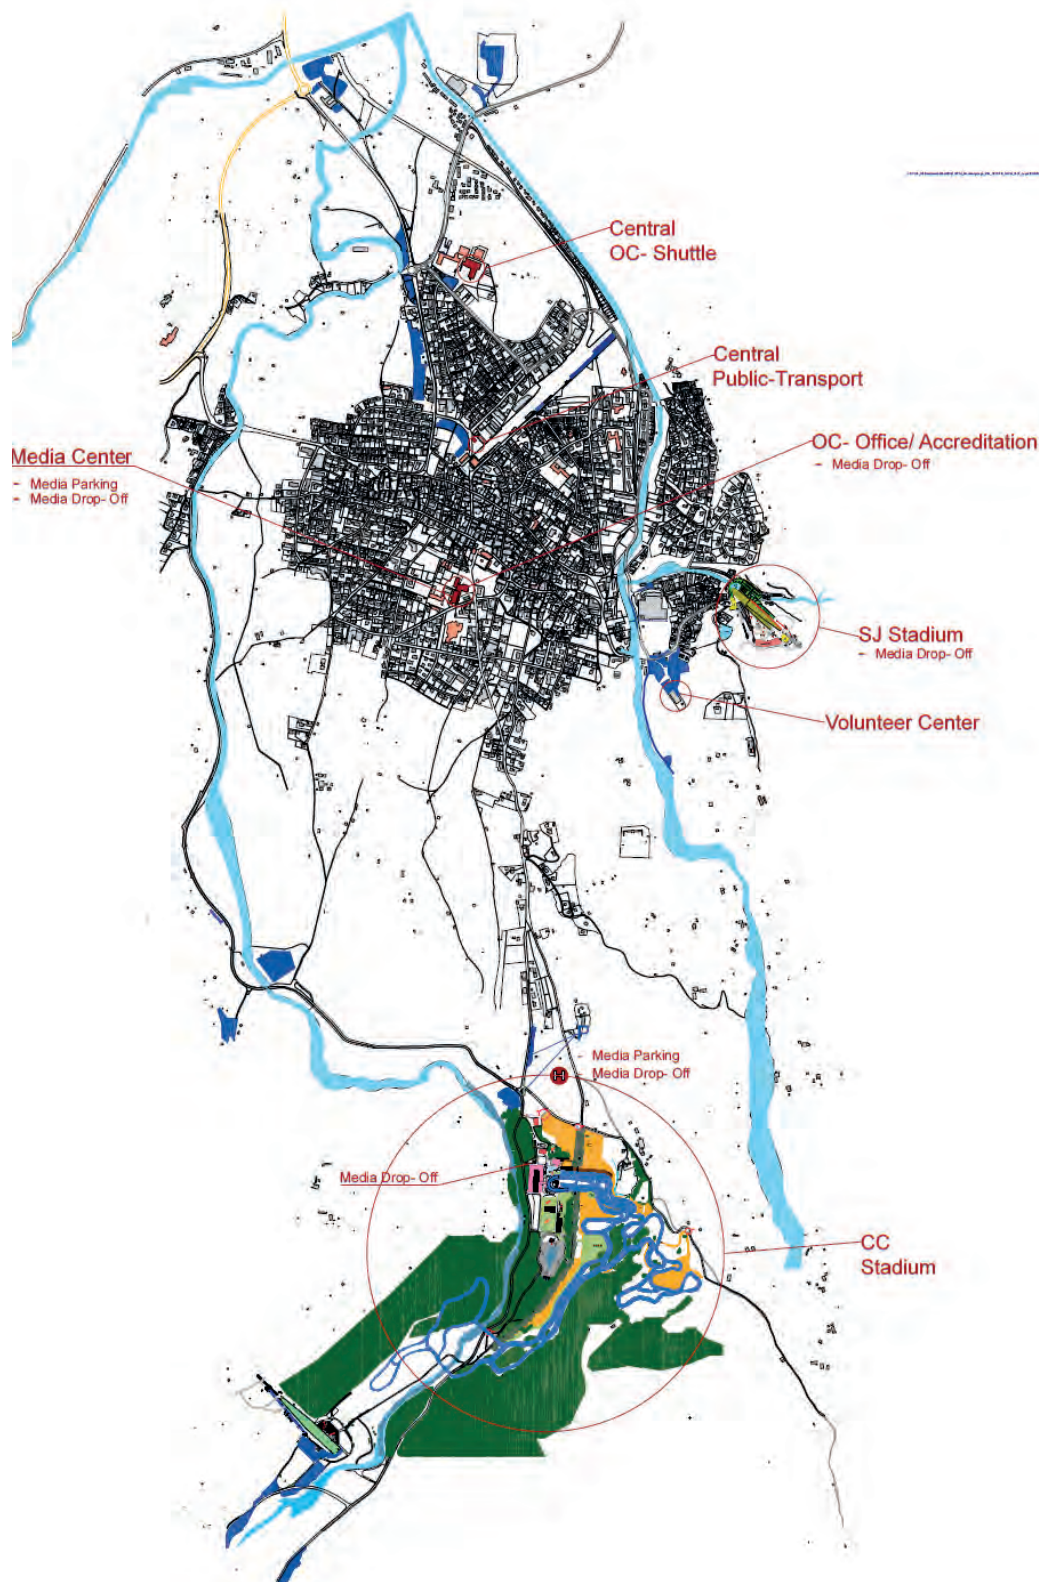 Central
OC- Shuttle
Central
Public-Transport
OC- Office/ Accreditation
- Media Drop- Off
Media Center
- Media Parking
- Media Drop- Off
SJ Stadium
- Media Drop- Off
Volunteer Center
Media Parking
H
Media Drop- Off
Media Drop- Off
CC
Stadium